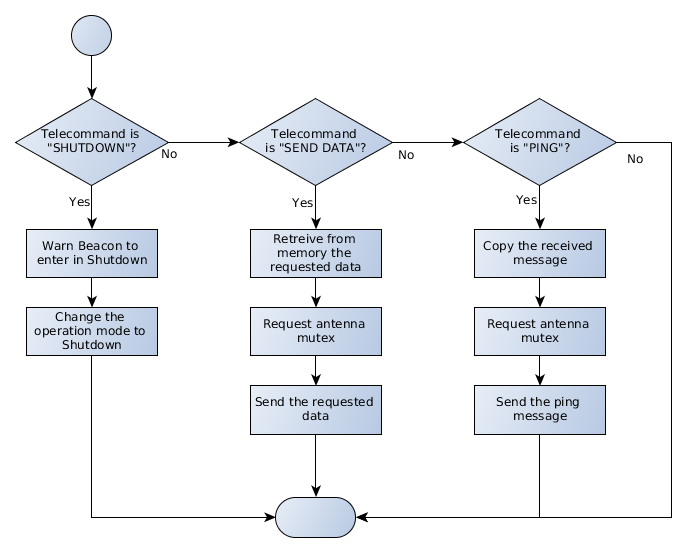 Telecommand is
"SHUTDOWN"?
No
Telecommand
is "SEND DATA"?
No
Telecommand
is "PING"?
No
Yes
Yes
Yes
Warn Beacon to
enter in Shutdown
Retreive from
memory the
requested data
Copy the received
message
Change the
operation mode to
Shutdown
Request antenna
mutex
Request antenna
mutex
Send the requested
data
Send the ping
message